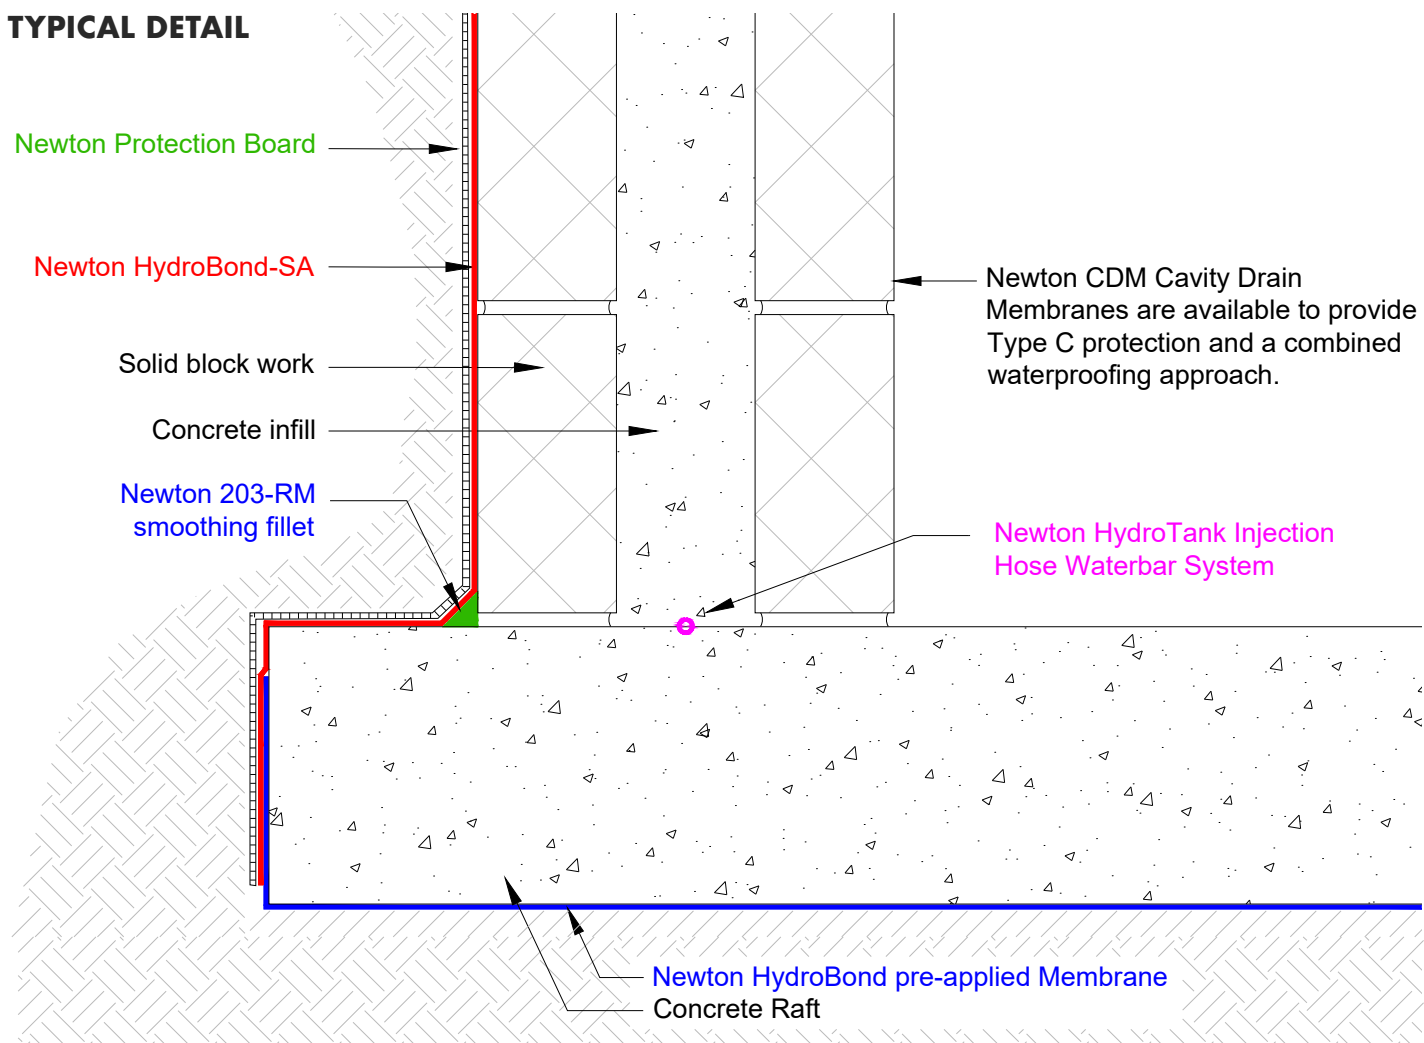 TYPICAL DETAIL
Newton Protection Board
Newton HydroBond-SA
Solid block work
Concrete infill
Newton 203-RM
smoothing fillet
Newton CDM Cavity Drain
Membranes are available to provide
Type C protection and a combined
waterproofing approach.
Newton HydroTank Injection
Hose Waterbar System
Newton HydroBond pre-applied Membrane
Concrete Raft